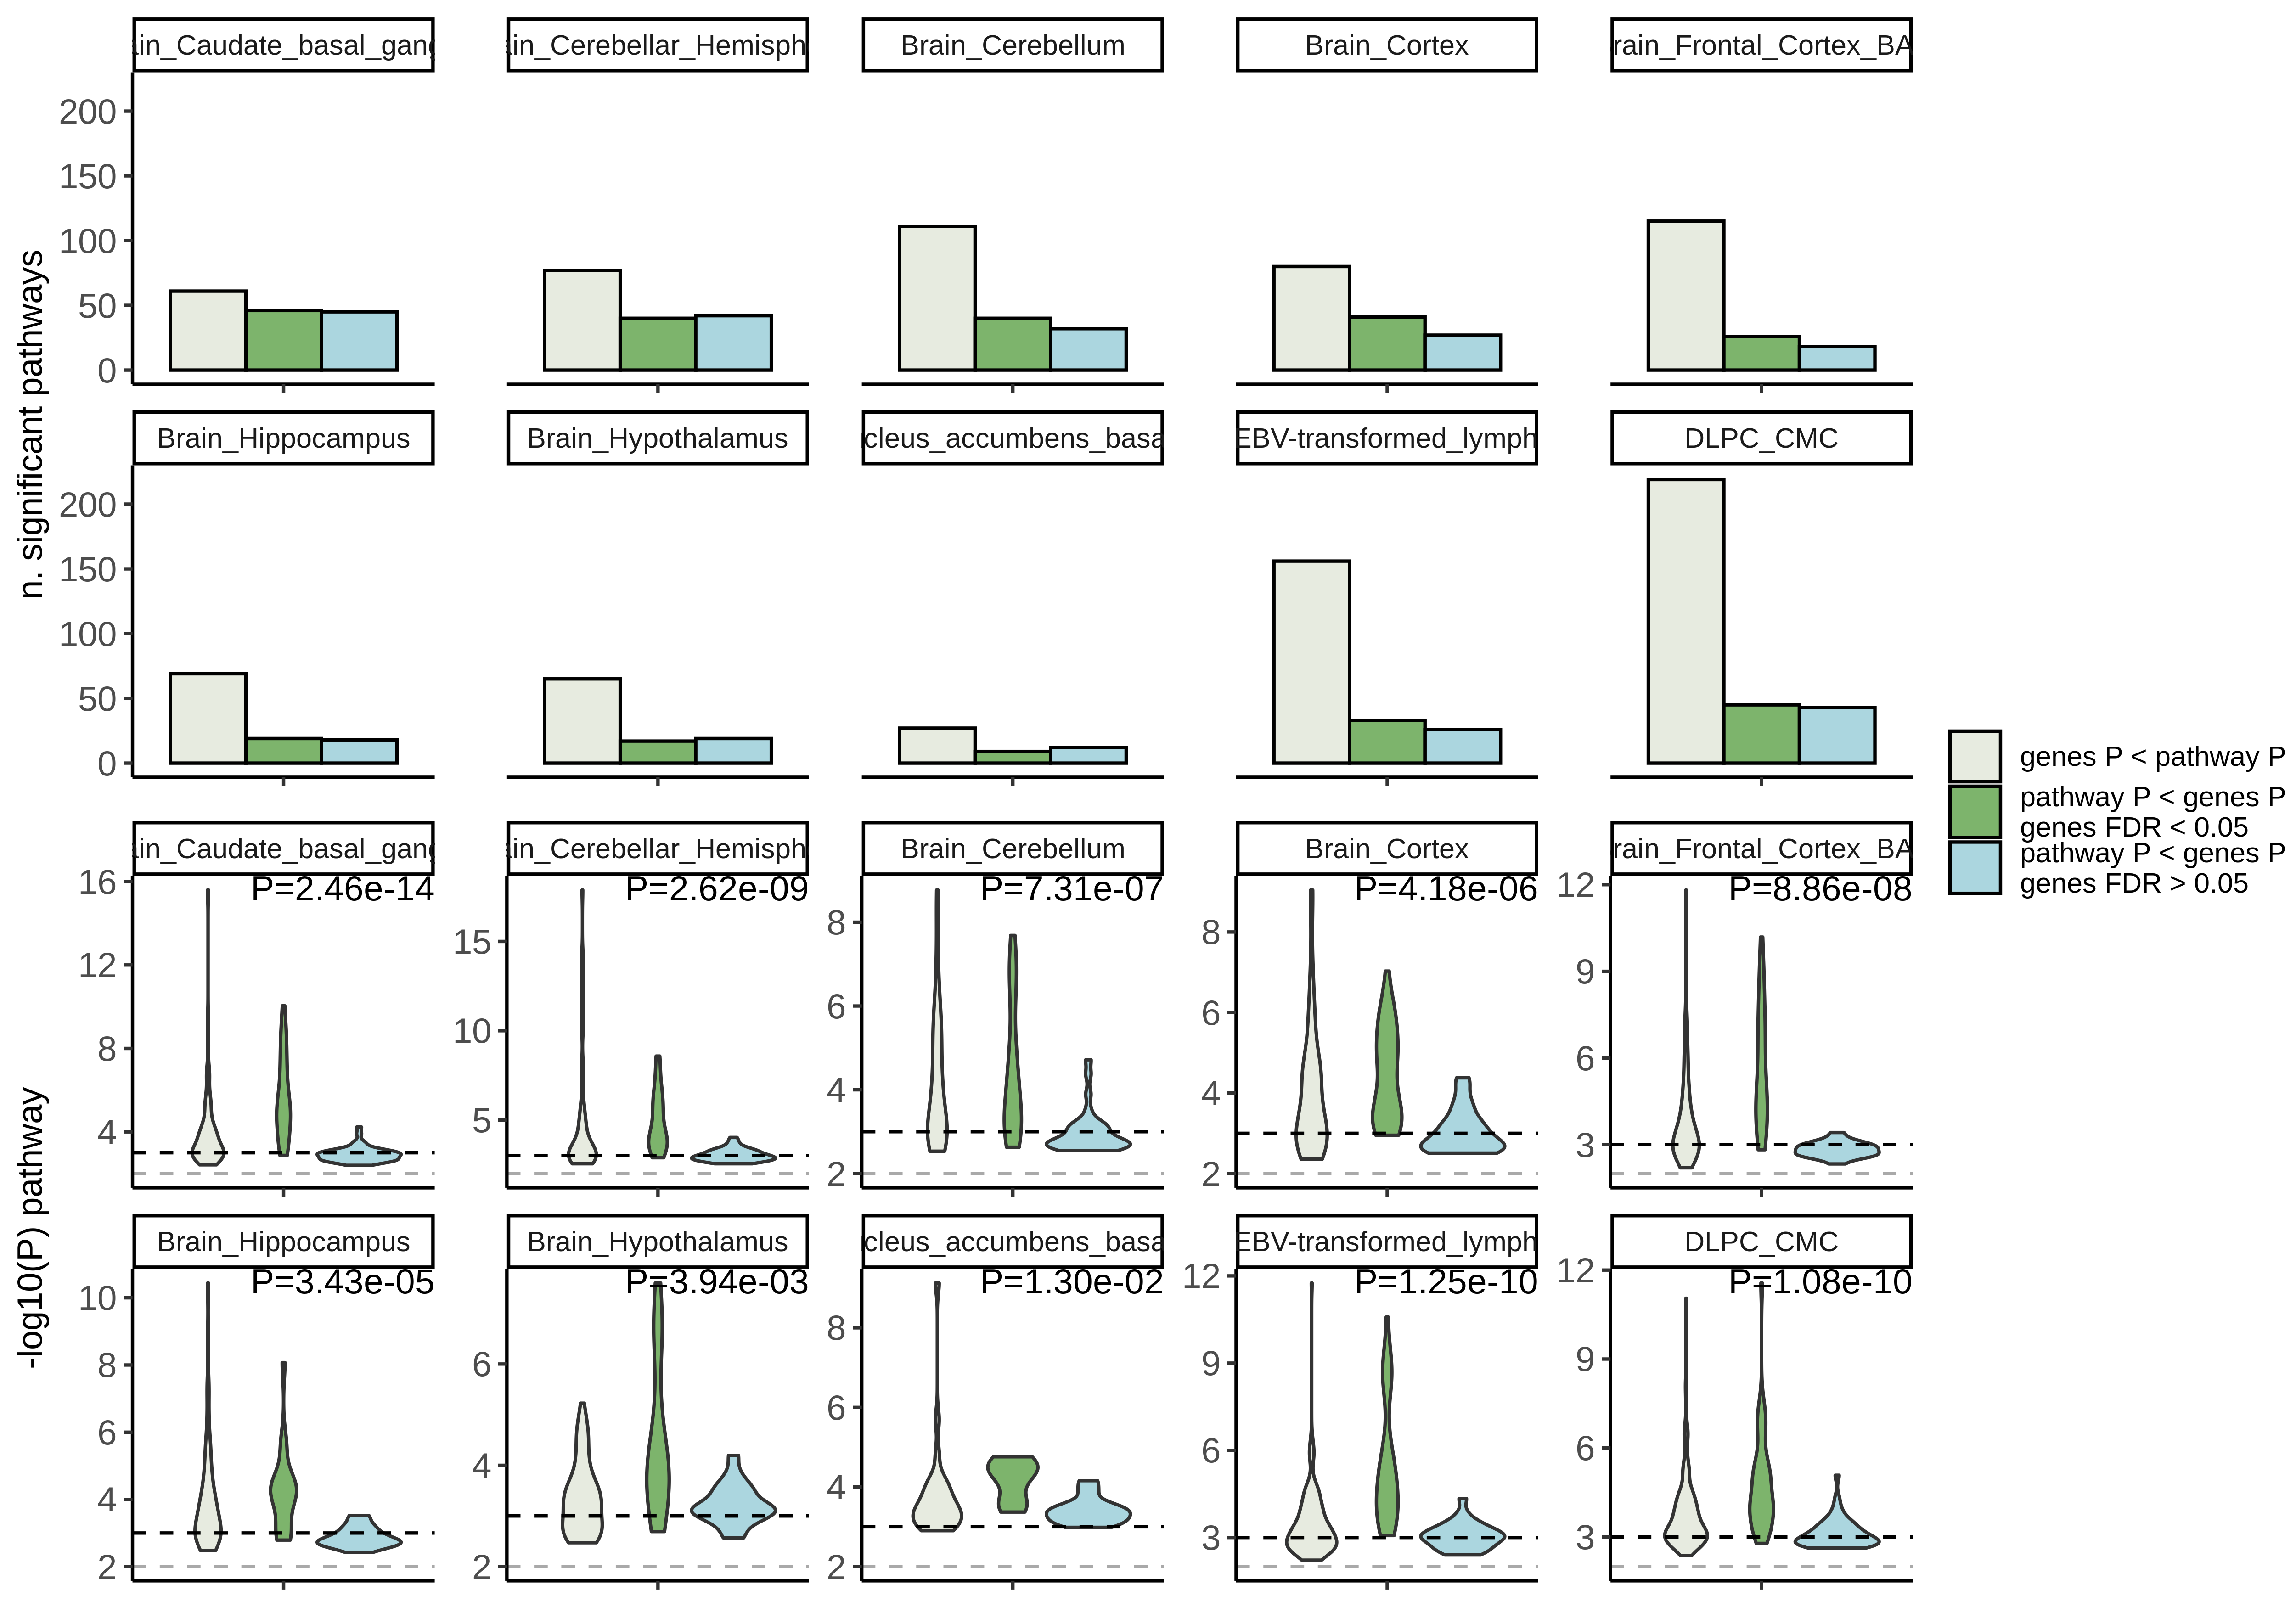 ain_Caudate_basal_gang
in_Cerebellar_Hemisph
Brain_Cerebellum
Brain_Cortex
rain_Frontal_Cortex_BA
200
150
100
50
0
n. significant pathways
Brain_Hippocampus
Brain_Hypothalamus
cleus_accumbens_basa
EBV-transformed_lymph
DLPC_CMC
200
150
100
50
0
genes P < pathway P
pathway P < genes P
genes FDR < 0.05
pathway P < genes P
genes FDR > 0.05
ain_Caudate_basal_gang
in_Cerebellar_Hemisph
Brain_Cerebellum
Brain_Cortex
rain_Frontal_Cortex_BA
P=2.46e-14
P=2.62e-09
P=7.31e-07
P=4.18e-06
P=8.86e-08
16
12
8
4
15
10
5
8
6
4
2
8
6
4
2
12
9
6
3
-log10(P) pathway
Brain_Hippocampus
Brain_Hypothalamus
cleus_accumbens_basa
EBV-transformed_lymph
DLPC_CMC
P=3.43e-05
P=3.94e-03
P=1.30e-02
P=1.25e-10
P=1.08e-10
10
8
6
4
2
6
4
2
8
6
4
2
12
9
6
3
12
9
6
3